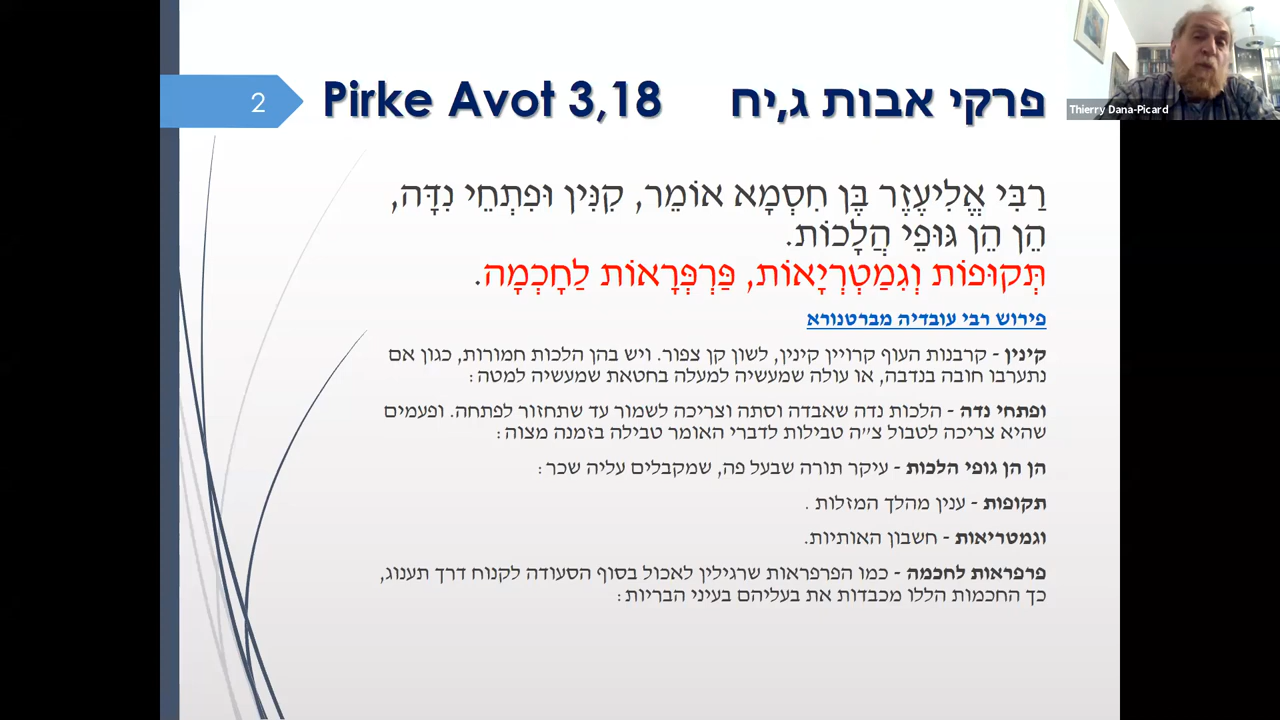 2
Pirke Avot 3,18 פרקי אבות ג,יח
Thierry Dana-Picard
רַבִּי אֱלִיעֶזֶר בֶּן חִסְמָא אוֹמֵר, קִנִּין וּפִתְחֵי נִדָּה,
הֵן הֵן גּוּפֵי הֲלָכוֹת.
תְּקוּפוֹת וְגִמַטְרְיָאוֹת, פַּרְפְּרָאוֹת לַחָכְמָה.
פירוש רבי עובדיה מברטנורא
קינין - קרבנות העוף קרויין קינין, לשון קן צפור. ויש בהן הלכות חמורות, כגון אם
נתערבו חובה בנדבה, או עולה שמעשיה למעלה בחטאת שמעשיה למטה:
ופתחי נדה - הלכות נדה שאבדה וסתה וצריכה לשמור עד שתחזור לפתחה. ופעמים
שהיא צריכה לטבול צ״ה טבילות לדברי האומר טבילה בזמנה מצוה:
הן הן גופי הלכות - עיקר תורה שבעל פה, שמקבלים עליה שכר:
תקופות - ענין מהלך המזלות .
וגמטריאות - חשבון האותיות.
פרפראות לחכמה - כמו הפרפראות שרגילין לאכול בסוף הסעודה לקנוח דרך תענוג,
כך החכמות הללו מכבדות את בעליהם בעיני הבריות: